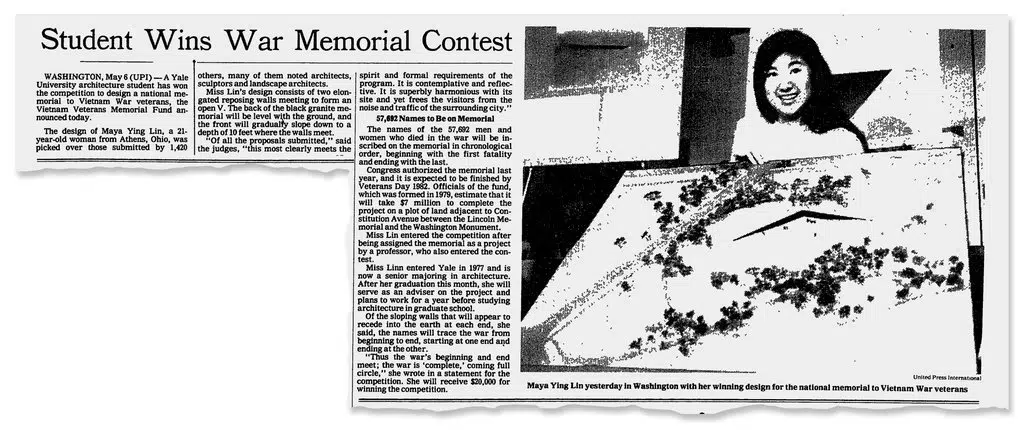 Student Wins War Memorial Contest
WASHINGTON, May 6 (UPI) — A Yale
University architecture student has won
the competition to design a national me-
morial to Vietnam War veterans, the
Vietnam Veterans Memorial Fund an-
nounced today.
The design of Maya Ying Lin, a 21-
year-old woman from Athens, Ohio, was
picked over those submitted by 1,420
others, many of them noted architects,
sculptors and landscape architects.
Miss Lin's design consists of two elon-
gated reposing walls meeting to form an
open V. The back of the black granite me-
morial will be level with the ground, and
the front will gradually slope down to a
depth of 10 feet where the walls meet.
"Of all the proposals submitted," said
the judges, "this most clearly meets the
spirit and formal requirements of the
program. It is contemplative and reflec-
tive. It is superbly harmonious with its
site and yet frees the visitors from the
noise and traffic of the surrounding city."
57,692 Names to Be on Memorial
The names of the 57,692 men and
women who died in the war will be in-
scribed on the memorial in chronological
order, beginning with the first fatality
and ending with the last.
Congress authorized the memorial last
year, and it is expected to be finished by
Veterans Day 1982. Officials of the fund,
which was formed in 1979, estimate that it
will take $7 million to complete the
project on a plot of land adjacent to Con-
stitution Avenue between the Lincoln Me-
morial and the Washington Monument.
Miss Lin entered the competition after
being assigned the memorial as a project
by a professor, who also entered the con-
test.
Miss Linn entered Yale in 1977 and is
now a senior majoring in architecture.
After her graduation this month, she will
serve as an adviser on the project and
plans to work for a year before studying
architecture in graduate school.
Of the sloping walls that will appear to
recede into the earth at each end, she
said, the names will trace the war from
beginning to end, starting at one end and
ending at the other.
"Thus the war's beginning and end
meet; the war is 'complete,' coming full
circle," she wrote in a statement for the
competition. She will receive $20,000 for
winning the competition.
United Press International
Maya Ying Lin yesterday in Washington with her winning design for the national memorial to Vietnam War veterans